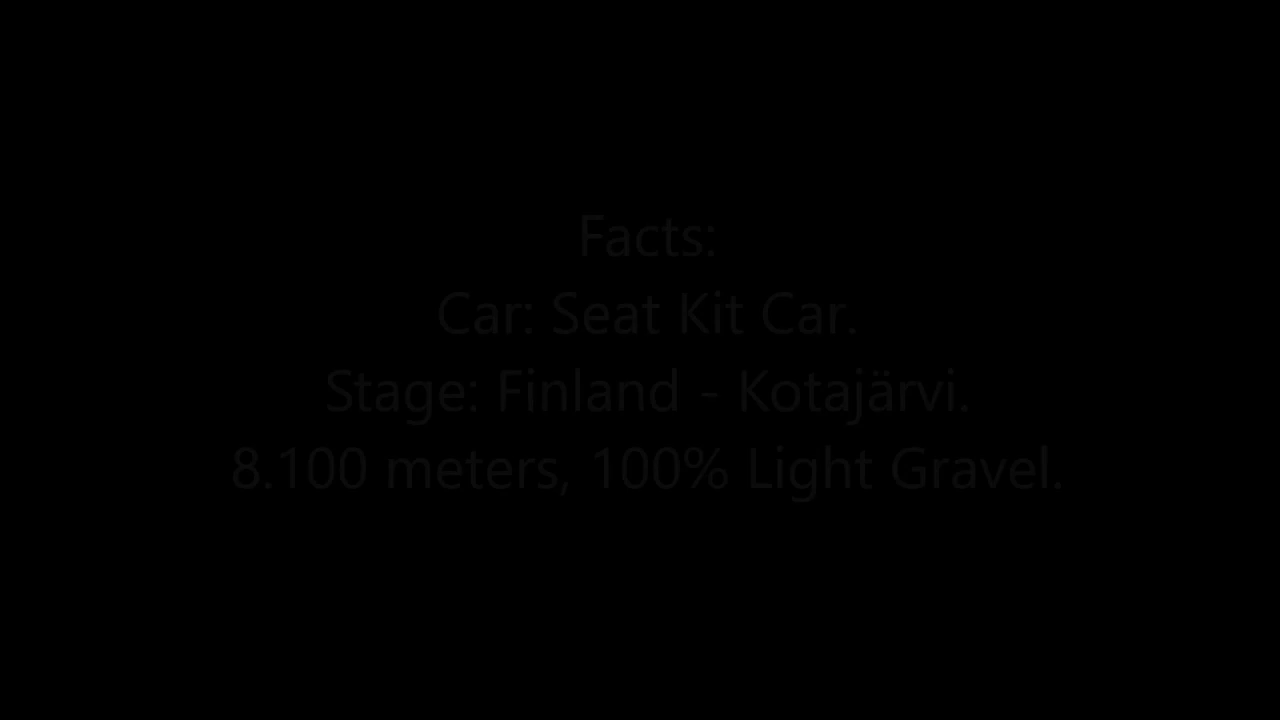 Facts:
Car: Seat Kit Car.
Stage: Finland - Kotajärvi.
8.100 meters, 100% Light Gravel.